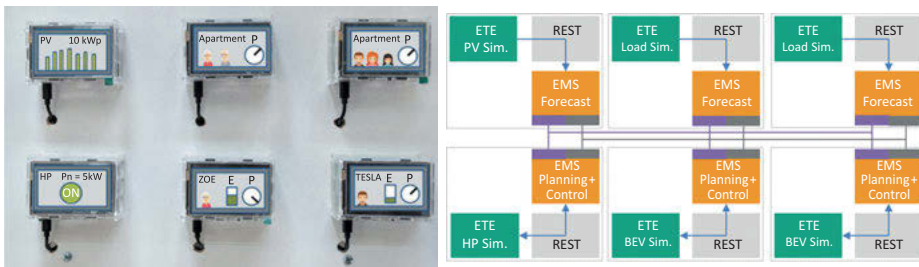 PV 10 kWp
Apartment P
Apartment P
HP Pn = 5kW
ON
ZOE E P
TESLA E P
ETE
PV Sim.
REST
EMS
Forecast
ETE
Load Sim.
REST
EMS
Forecast
ETE
Load Sim.
REST
EMS
Forecast
EMS
Planning+
Control
ETE
HP Sim.
REST
EMS
Planning+
Control
ETE
BEV Sim.
REST
EMS
Planning+
Control
ETE
BEV Sim.
REST